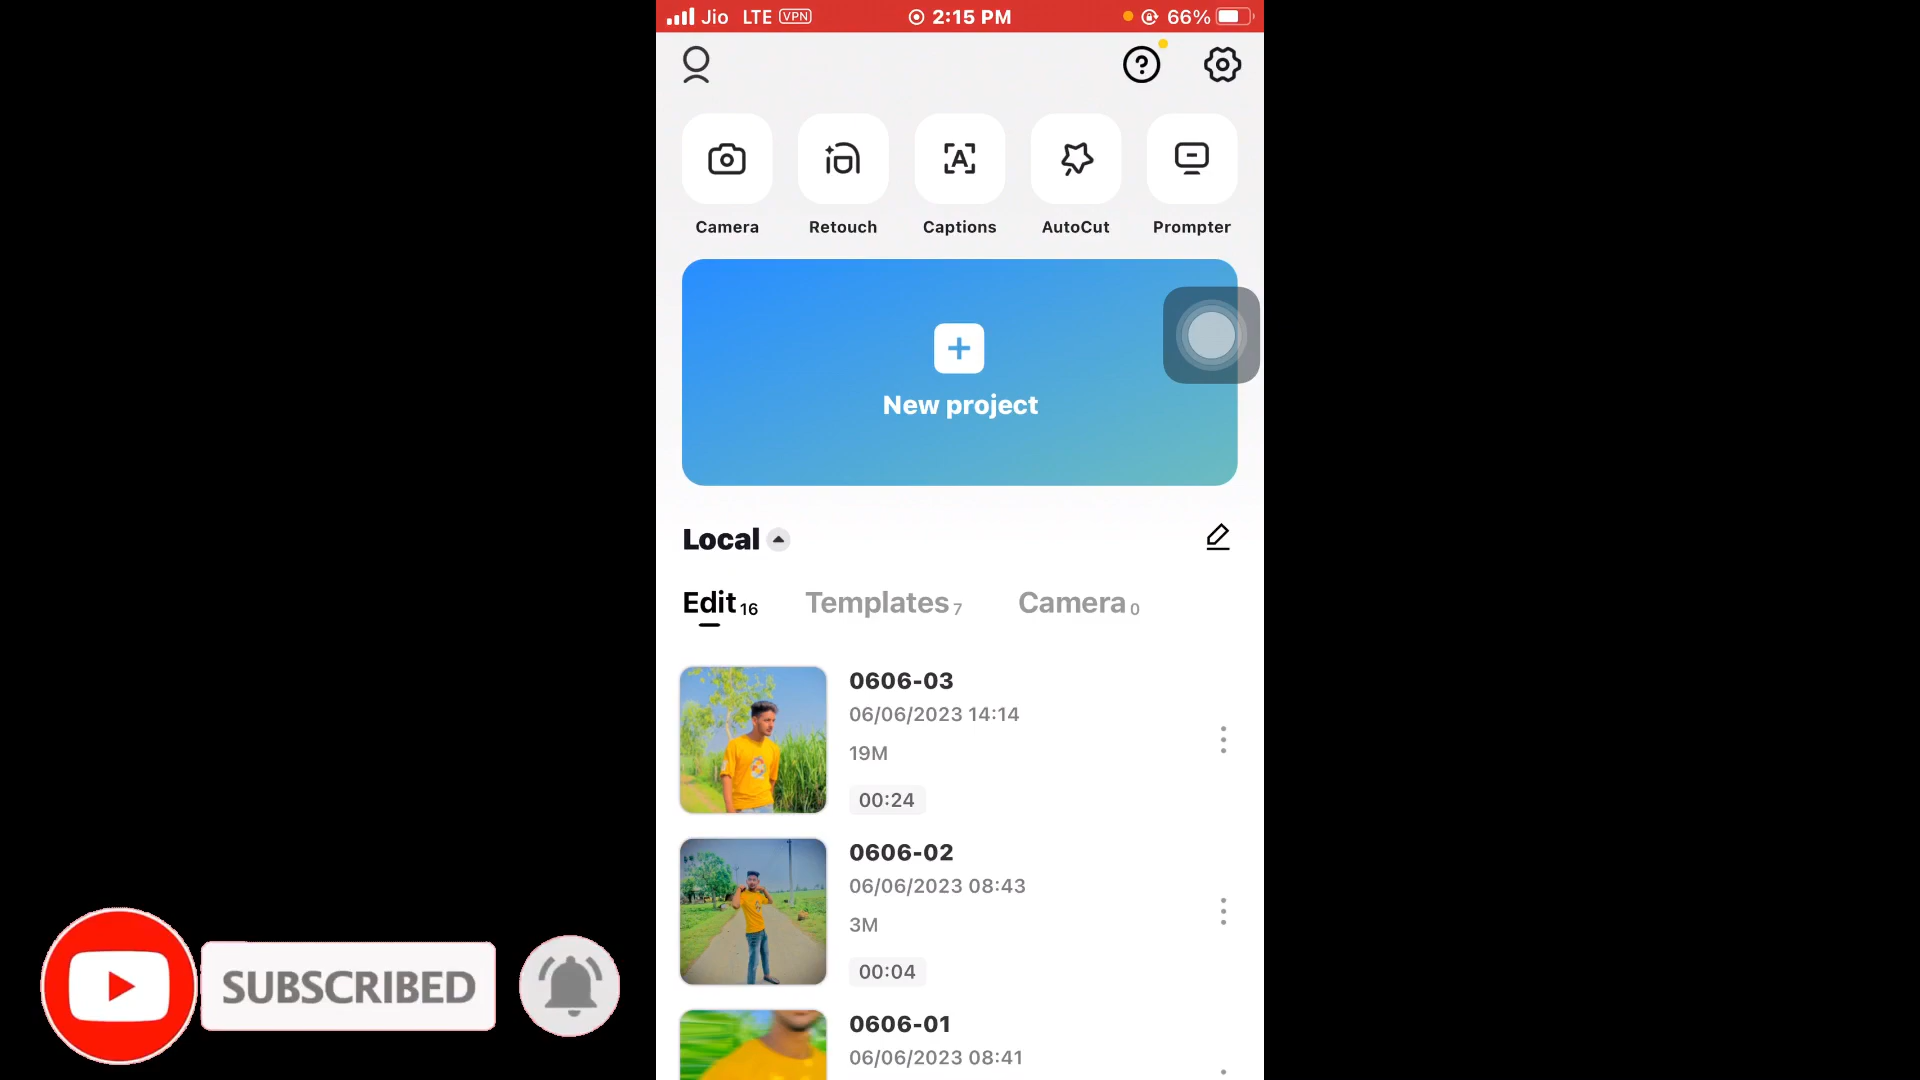 Jio LTE VPN 2:15 PM 66%
Camera Retouch Captions AutoCut Prompter
New project
Local
Edit 16 Templates 7 Camera 0
0606-03
06/06/2023 14:14
19M
00:24
0606-02
06/06/2023 08:43
3M
00:04
0606-01
06/06/2023 08:41
SUBSCRIBED